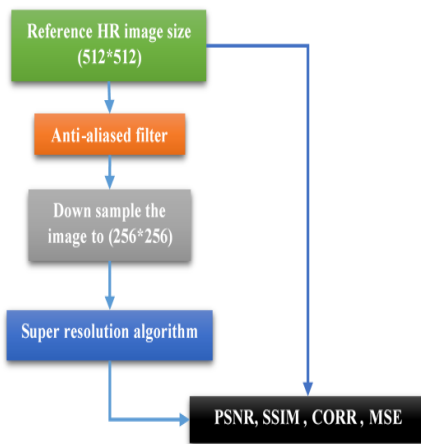 Reference HR image size
(512*512)
Anti-aliased filter
Down sample the
image to (256*256)
Super resolution algorithm
PSNR, SSIM , CORR , MSE